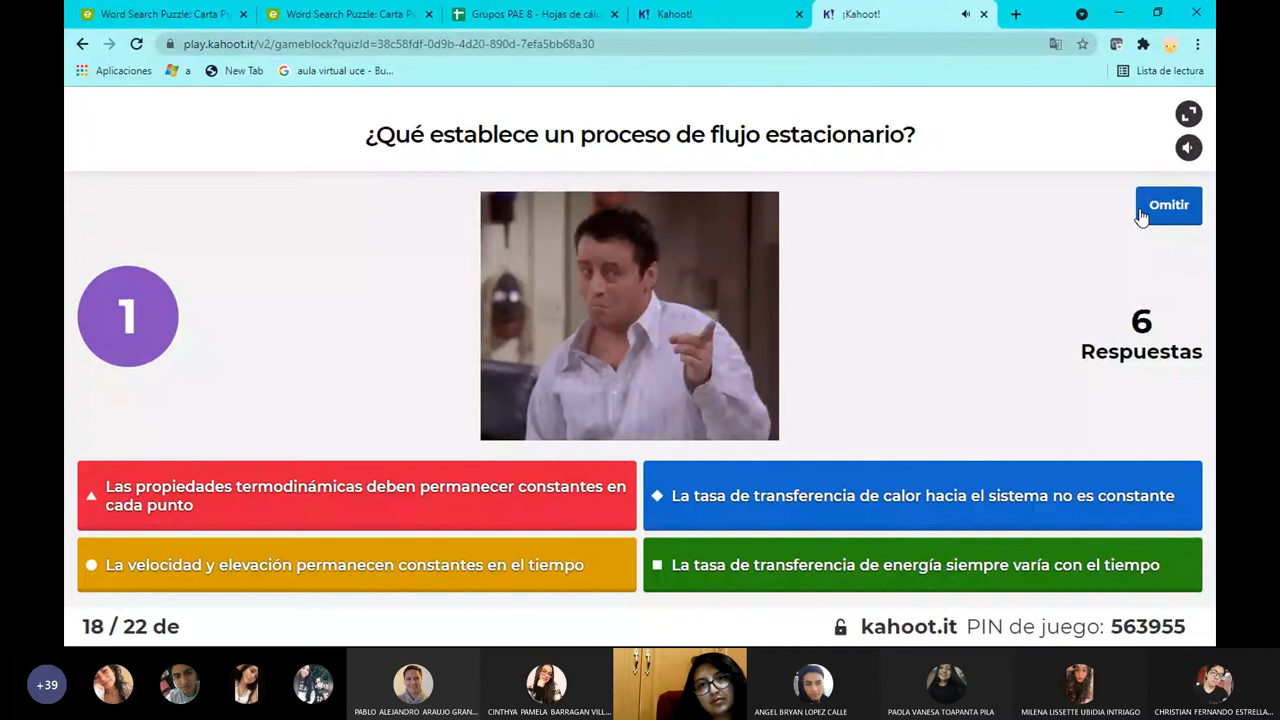 Word Search Puzzle: Carta Ps
Word Search Puzzle: Carta Ps
Grupos PAE 8 - Hojas de cálc
Kahoot!
¡Kahoot!
play.kahoot.it/v2/gameblock?quizId=38c58fdf-0d9b-4d20-890d-7efa5bb68a30
Aplicaciones
a
New Tab
aula virtual uce - Bu...
Lista de lectura
¿Qué establece un proceso de flujo estacionario?
Omitir
1
6
Respuestas
Las propiedades termodinámicas deben permanecer constantes en
cada punto
La tasa de transferencia de calor hacia el sistema no es constante
La velocidad y elevación permanecen constantes en el tiempo
La tasa de transferencia de energía siempre varía con el tiempo
18 / 22 de
kahoot.it PIN de juego: 563955
+39
PABLO ALEJANDRO ARAUJO GRAN...
CINTHYA PAMELA BARRAGAN VILL...
ANGEL BRYAN LOPEZ CALLE
PAOLA VANESA TOAPANTA PILA
MILENA LISSETTE UBIDIA INTRIAGO
CHRISTIAN FERNANDO ESTRELLA...